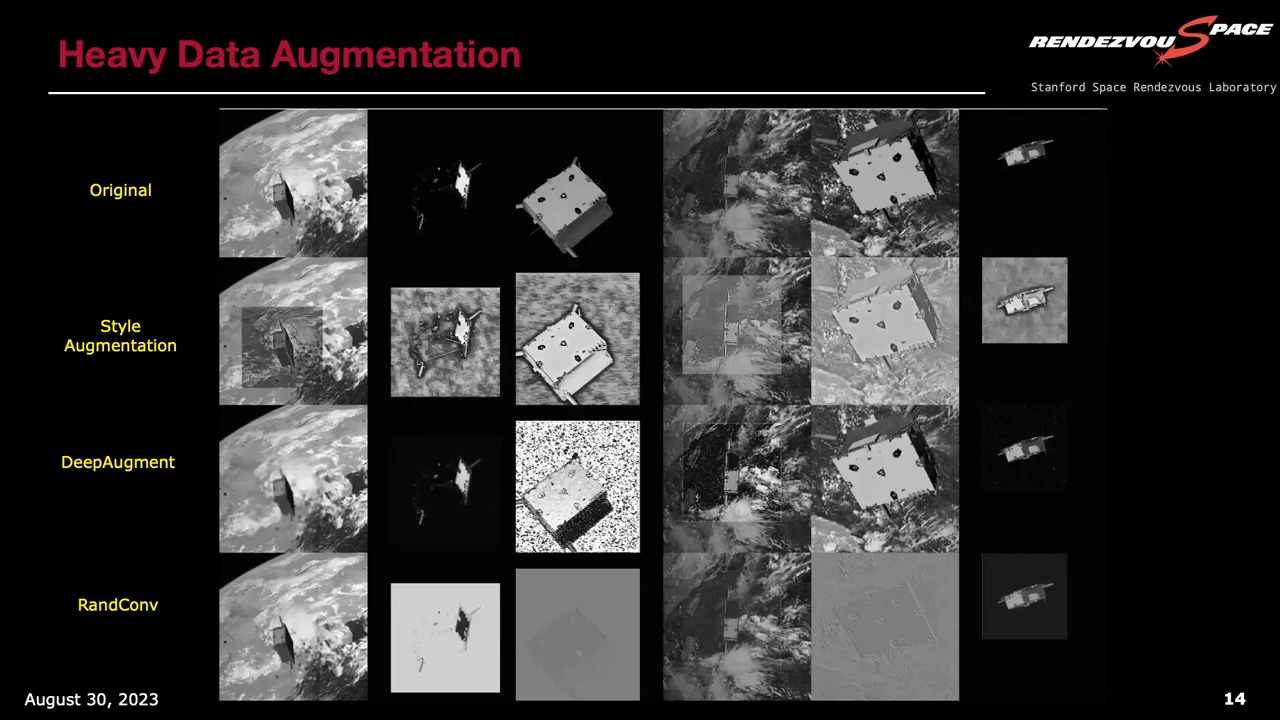 Heavy Data Augmentation
RENDEZVOUSPACE
Stanford Space Rendezvous Laboratory
Original
Style
Augmentation
DeepAugment
RandConv
August 30, 2023
14